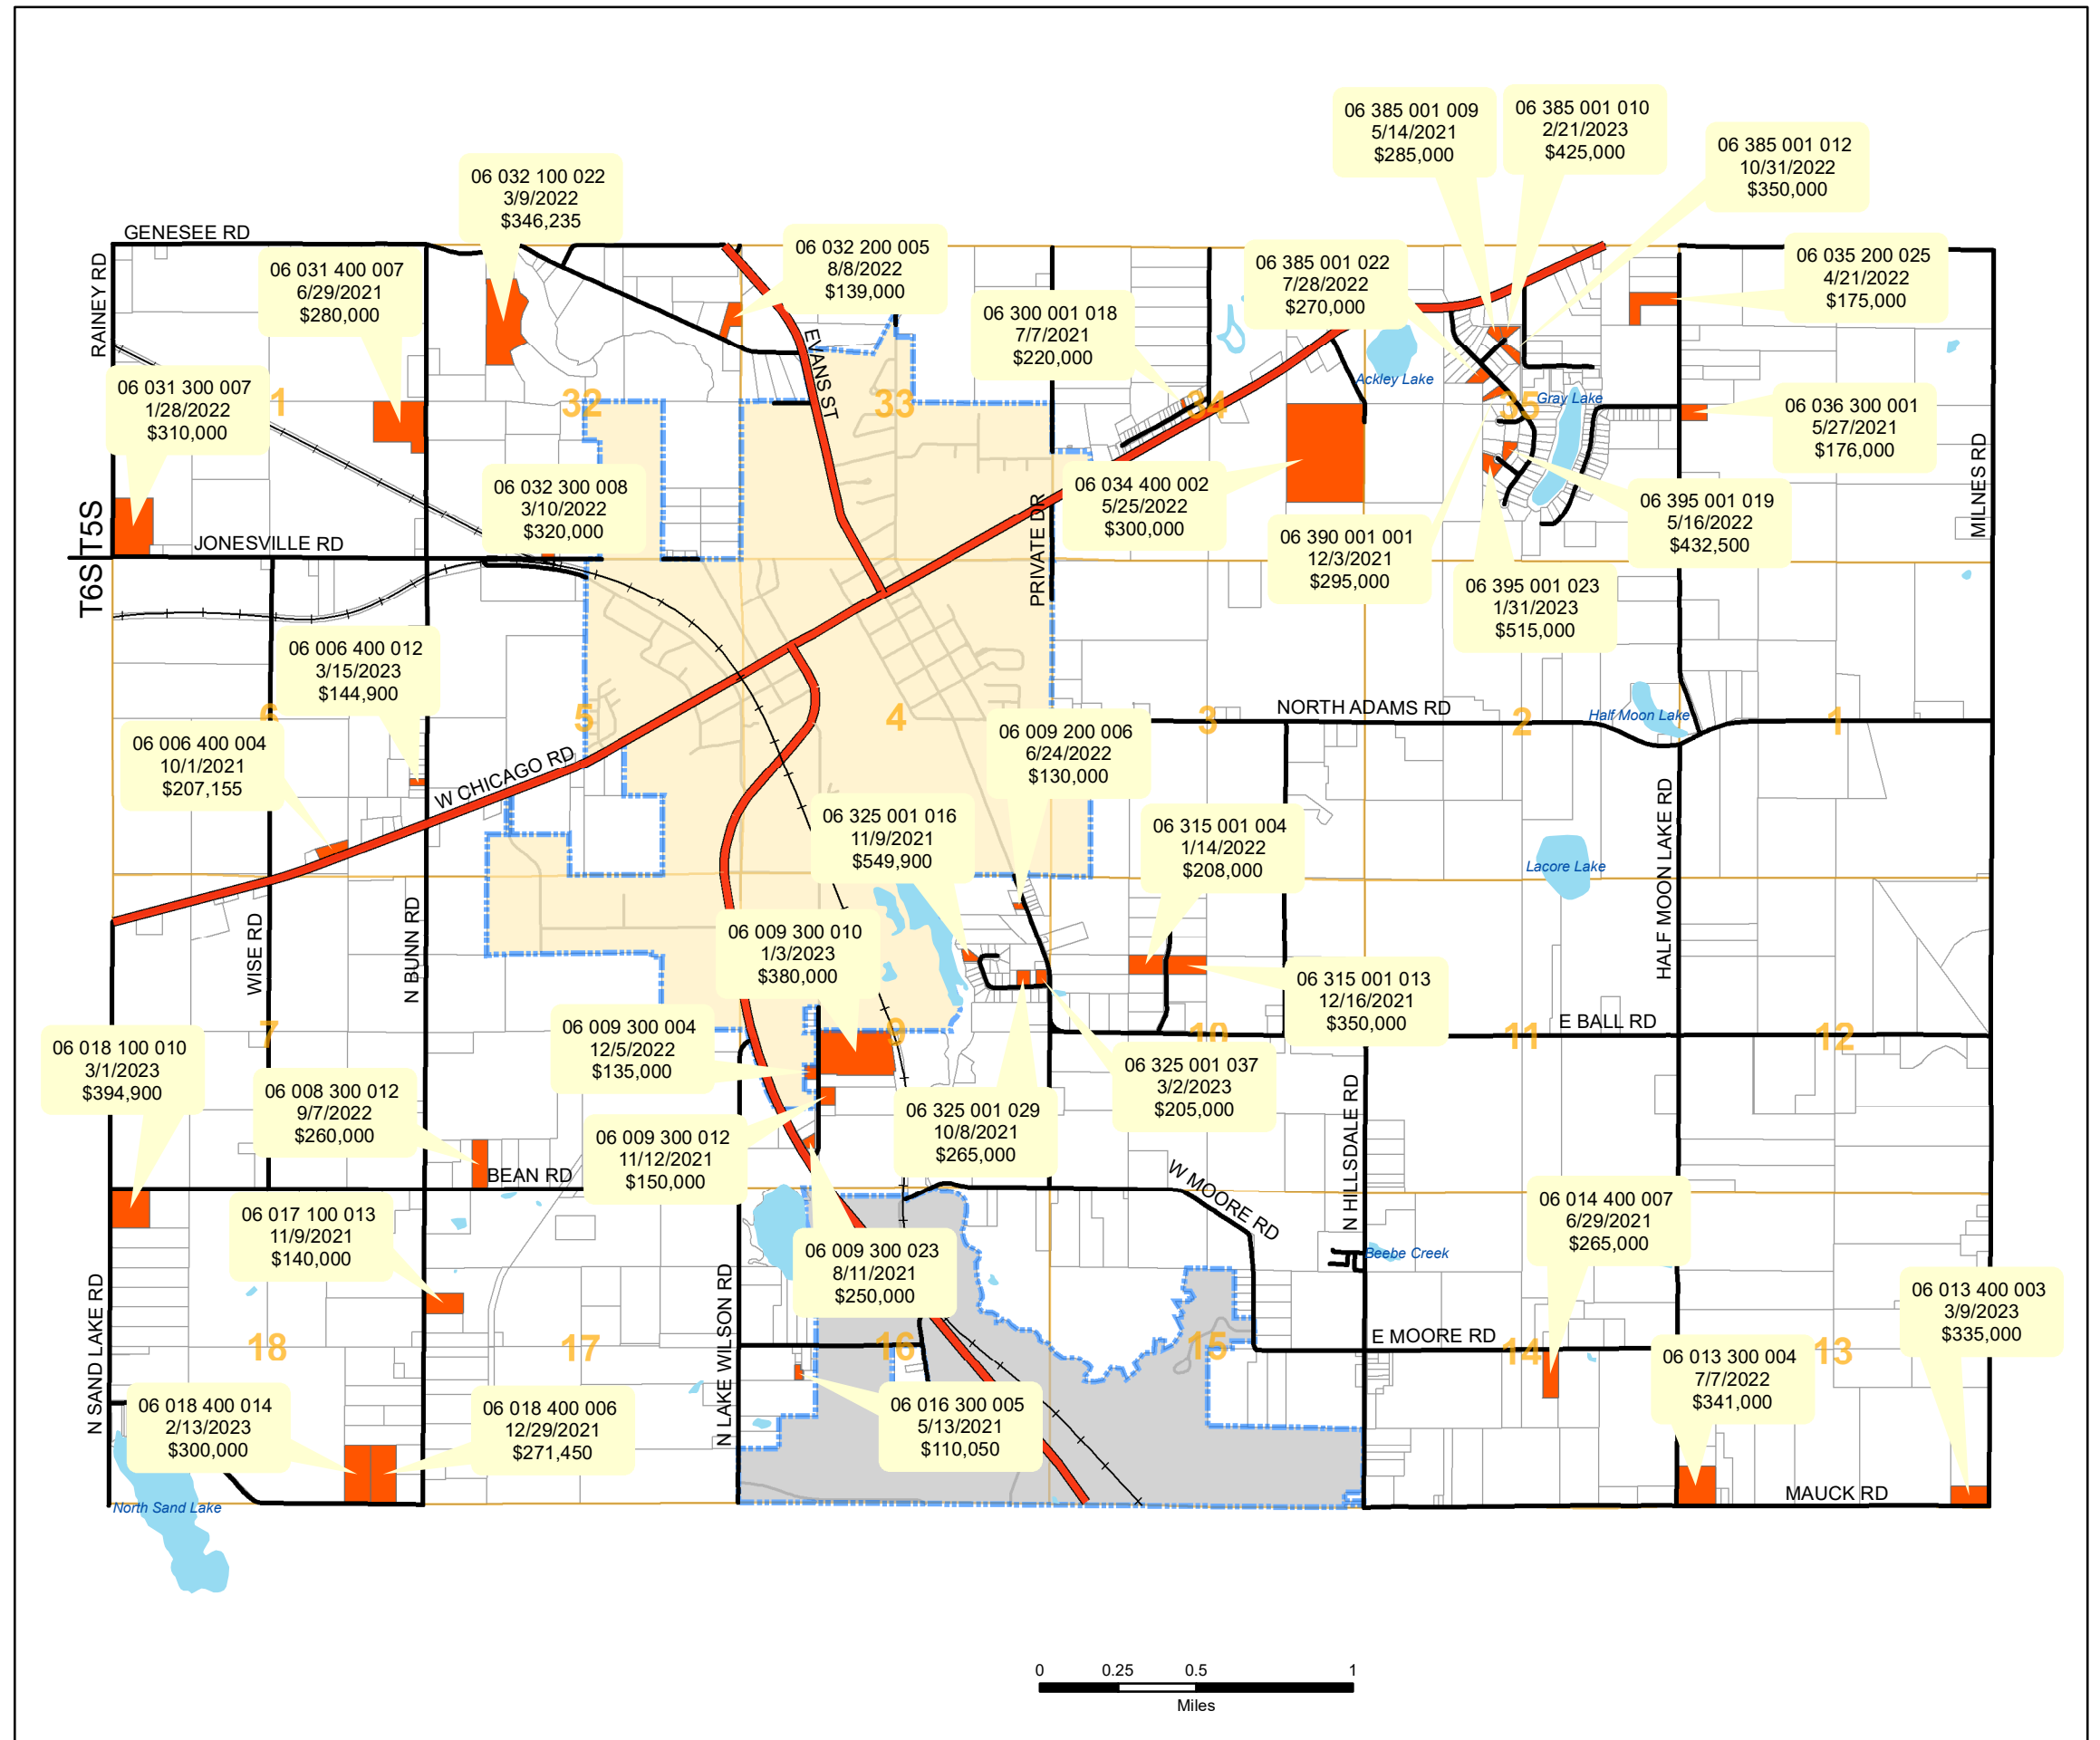 06 385 001 009
5/14/2021
$285,000
06 385 001 010
2/21/2023
$425,000
06 385 001 012
10/31/2022
$350,000
06 032 100 022
3/9/2022
$346,235
GENESEE RD
RAINEY RD
06 031 400 007
6/29/2021
$280,000
06 032 200 005
8/8/2022
$139,000
06 385 001 022
7/28/2022
$270,000
06 035 200 025
4/21/2022
$175,000
06 300 001 018
7/7/2021
$220,000
EVANS ST
06 031 300 007
1/28/2022
$310,000
1
32
33
34
35
Ackley Lake
Gray Lake
06 036 300 001
5/27/2021
$176,000
MILNES RD
06 032 300 008
3/10/2022
$320,000
06 034 400 002
5/25/2022
$300,000
06 395 001 019
5/16/2022
$432,500
06 390 001 001
12/3/2021
$295,000
06 395 001 023
1/31/2023
$515,000
T5S
T6S
JONESVILLE RD
PRIVATE DR
06 006 400 012
3/15/2023
$144,900
6
5
4
3
2
1
NORTH ADAMS RD
Half Moon Lake
06 006 400 004
10/1/2021
$207,155
W CHICAGO RD
06 009 200 006
6/24/2022
$130,000
06 325 001 016
11/9/2021
$549,900
06 315 001 004
1/14/2022
$208,000
Lacore Lake
HALF MOON LAKE RD
WISE RD
N BUNN RD
06 009 300 010
1/3/2023
$380,000
06 315 001 013
12/16/2021
$350,000
E BALL RD
7
9
10
11
12
06 018 100 010
3/1/2023
$394,900
06 009 300 004
12/5/2022
$135,000
06 008 300 012
9/7/2022
$260,000
06 325 001 037
3/2/2023
$205,000
06 325 001 029
10/8/2021
$265,000
06 009 300 012
11/12/2021
$150,000
BEAN RD
W MOORE RD
N HILLSDALE RD
06 014 400 007
6/29/2021
$265,000
06 017 100 013
11/9/2021
$140,000
06 009 300 023
8/11/2021
$250,000
Beebe Creek
06 013 400 003
3/9/2023
$335,000
N SAND LAKE RD
N LAKE WILSON RD
18
17
16
15
14
13
E MOORE RD
06 013 300 004
7/7/2022
$341,000
06 018 400 014
2/13/2023
$300,000
06 018 400 006
12/29/2021
$271,450
06 016 300 005
5/13/2021
$110,050
North Sand Lake
MAUCK RD
0 0.25 0.5 1
Miles